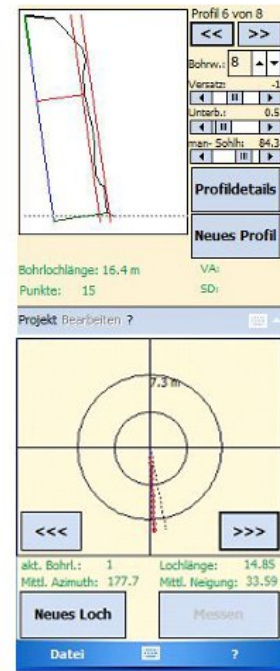 Profil 6 von 8
<< >>
Bohrw.: 8
Versatz: -1
Unterb.: 0.5
man- Sohlh: 84.3
Profildetails
Neues Profil
Bohrlochlänge: 16.4 m VA:
Punkte: 15 SD:
Projekt Bearbeiten ?
7.3 m
<<< >>>
akt. Bohrl.: 1 Lochlänge: 14.85
Mittl. Azimuth: 177.7 Mittl. Neigung: 33.59
Neues Loch Messen
Datei ?